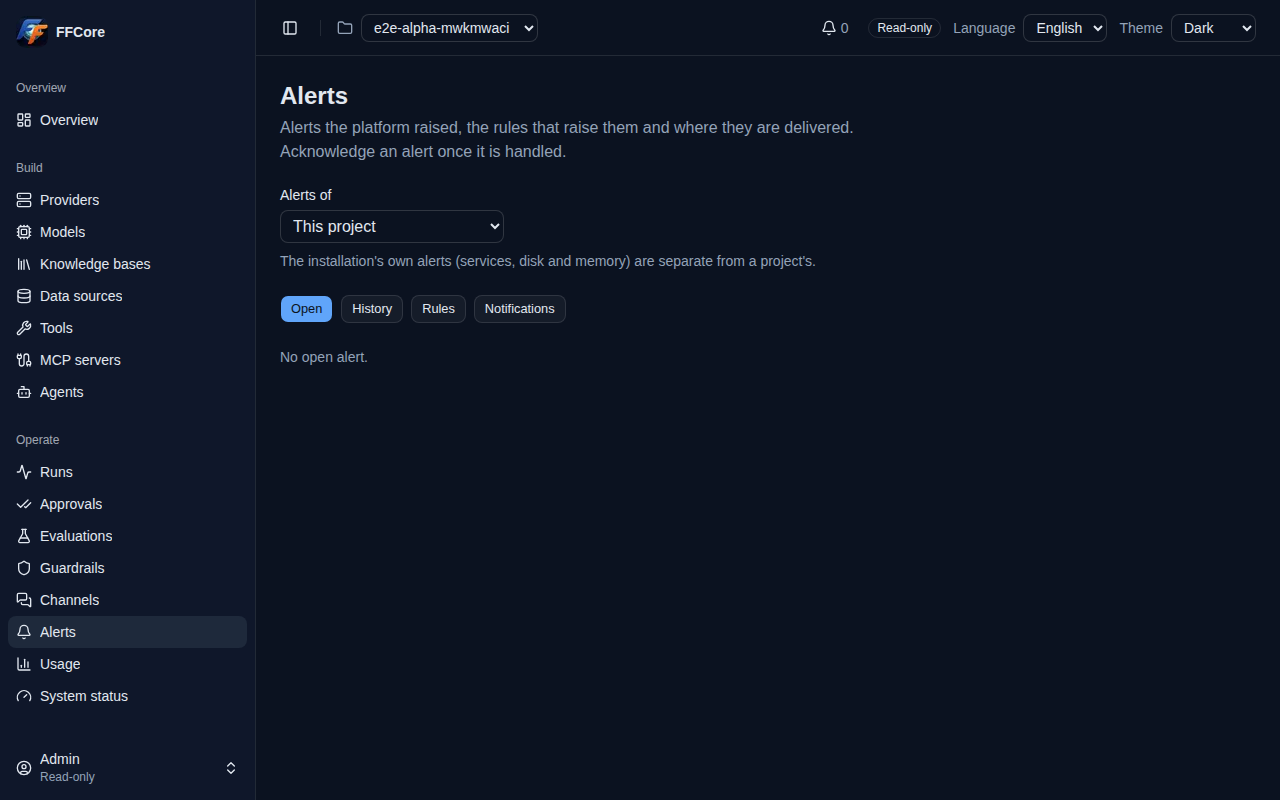 FFCore
Overview
Overview
Build
Providers
Models
Knowledge bases
Data sources
Tools
MCP servers
Agents
Operate
Runs
Approvals
Evaluations
Guardrails
Channels
Alerts
Usage
System status
Admin
Read-only
e2e-alpha-mwkmwaci
0
Read-only
Language
English
Theme
Dark
Alerts
Alerts the platform raised, the rules that raise them and where they are delivered.
Acknowledge an alert once it is handled.
Alerts of
This project
The installation's own alerts (services, disk and memory) are separate from a project's.
Open
History
Rules
Notifications
No open alert.